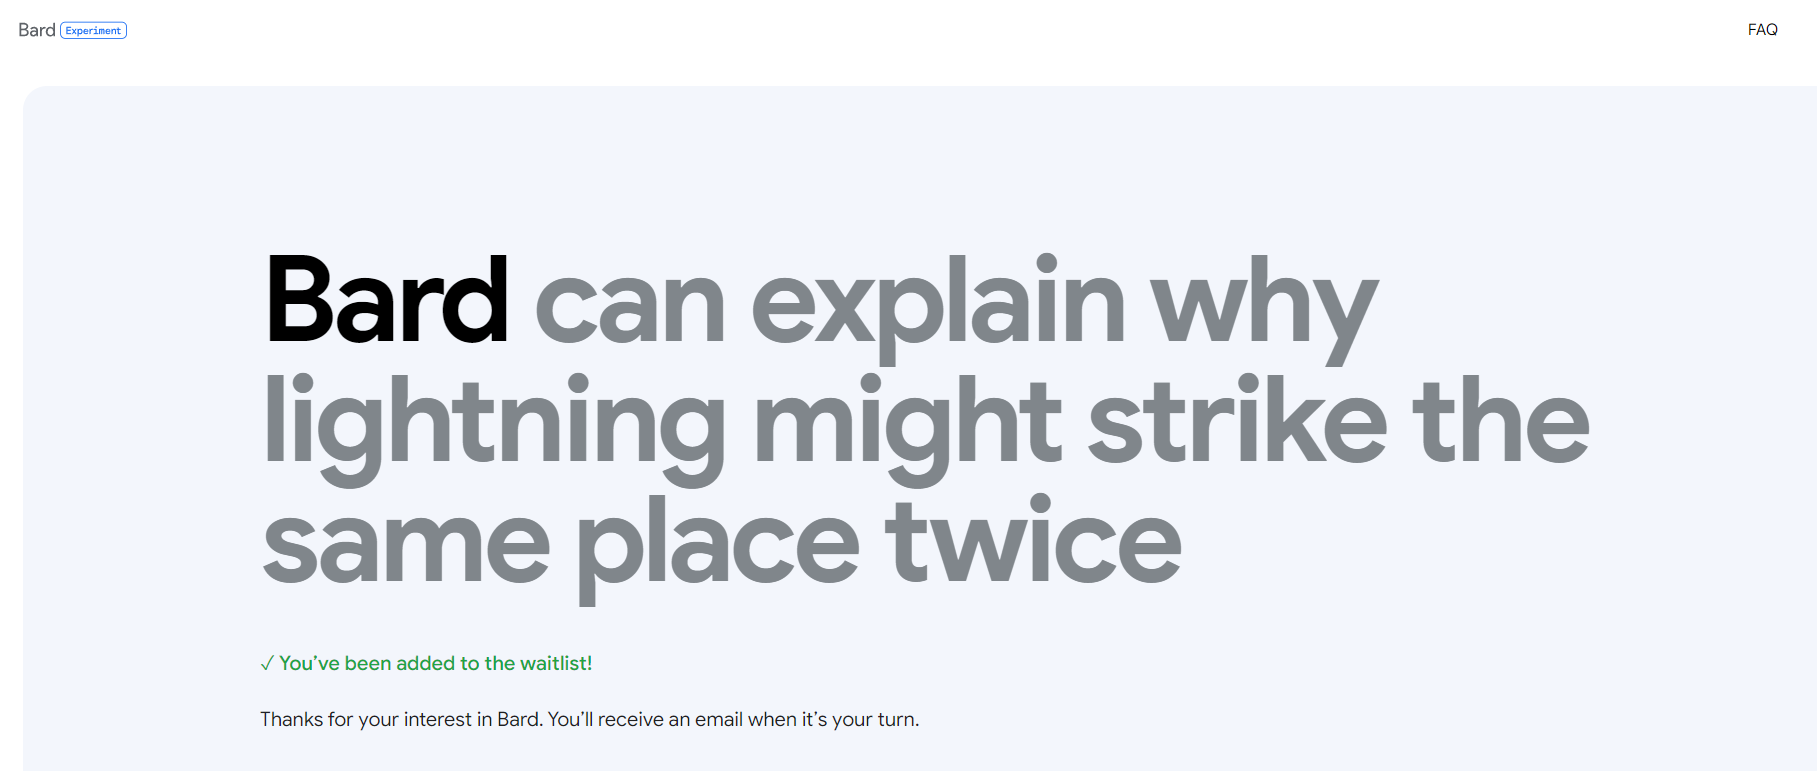 Bard Experiment
FAQ
Bard can explain why
lightning might strike the
same place twice
✓ You’ve been added to the waitlist!
Thanks for your interest in Bard. You’ll receive an email when it’s your turn.